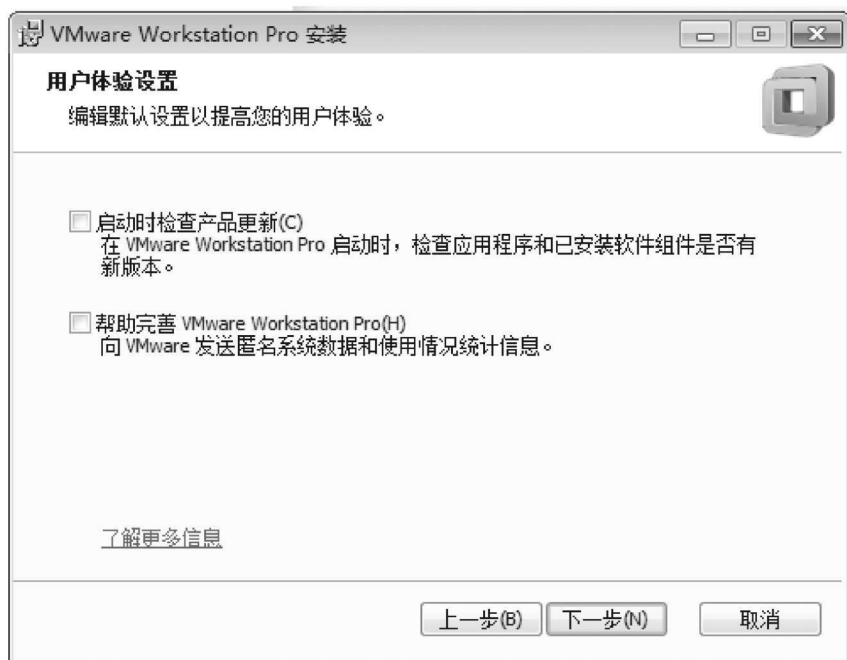 VMware Workstation Pro 安装
用户体验设置
编辑默认设置以提高您的用户体验。
启动时检查产品更新(C)
在 VMware Workstation Pro 启动时，检查应用程序和已安装软件组件是否有
新版本。
帮助完善 VMware Workstation Pro(H)
向 VMware 发送匿名系统数据和使用情况统计信息。
了解更多信息
上一步(B) 下一步(N) 取消